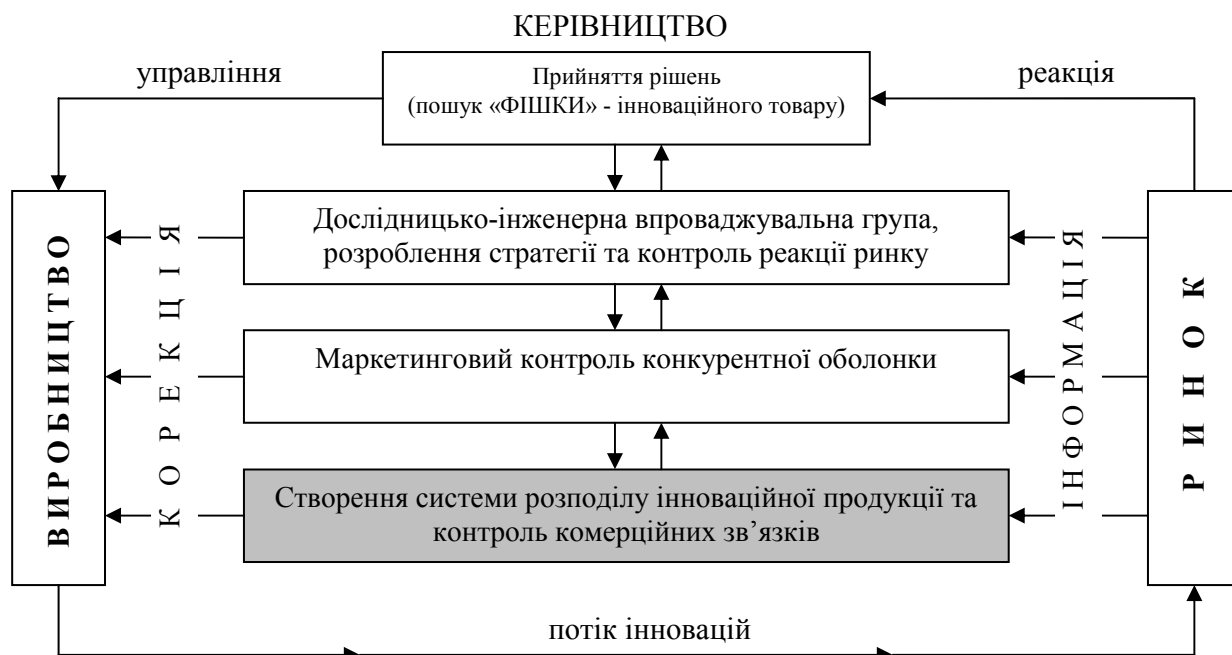 КЕРІВНИЦТВО
управління
Прийняття рішень
(пошук «ФІШКИ» - інноваційного товару)
реакція
ВИРОБНИЦТВО
КОРЕКЦІЯ
Дослідницько-інженерна впроваджувальна група,
розроблення стратегії та контроль реакції ринку
Маркетинговий контроль конкурентної оболонки
Створення системи розподілу інноваційної продукції та
контроль комерційних зв’язків
ІНФОРМАЦІЯ
РИНОК
потік інновацій